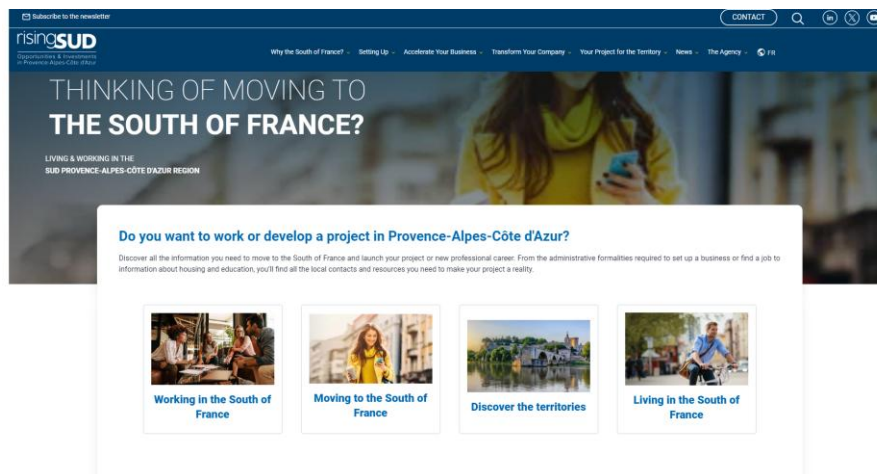 Subscribe to the newsletter
CONTACT
in
risingSUD
Opportunities & Investments
in Provence-Alpes-Côte d'Azur
Why the South of France?
Setting Up
Accelerate Your Business
Transform Your Company
Your Project for the Territory
News
The Agency
FR
THINKING OF MOVING TO
THE SOUTH OF FRANCE?
LIVING & WORKING IN THE
SUD PROVENCE-ALPES-CÔTE D'AZUR REGION
Do you want to work or develop a project in Provence-Alpes-Côte d'Azur?
Discover all the information you need to move to the South of France and launch your project or new professional career. From the administrative formalities required to set up a business or find a job to
information about housing and education, you'll find all the local contacts and resources you need to make your project a reality.
Working in the South of
France
Moving to the South of
France
Discover the territories
Living in the South of
France